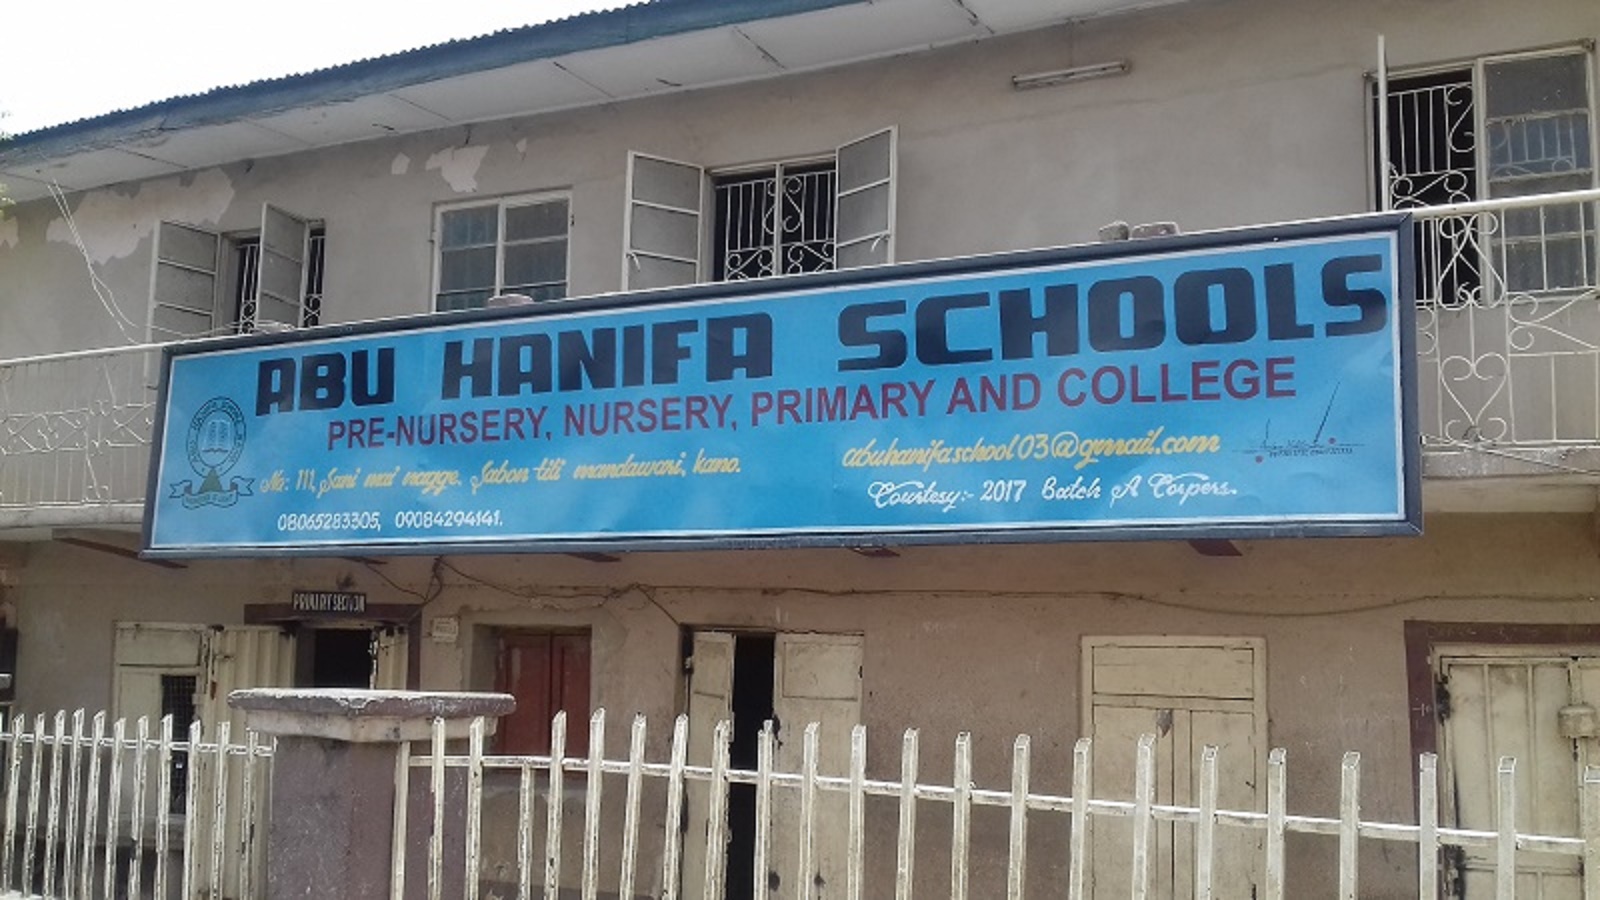 ABU HANIFA SCHOOLS
PRE-NURSERY, NURSERY, PRIMARY AND COLLEGE
No: 111, Sani mai nagge, Sabon titi mandawari, kano.
abuhanifaschool03@gmail.com
08065283305, 09084294141.
Courtesy:- 2017 Batch A Corpers.
PRIMARY SECTION